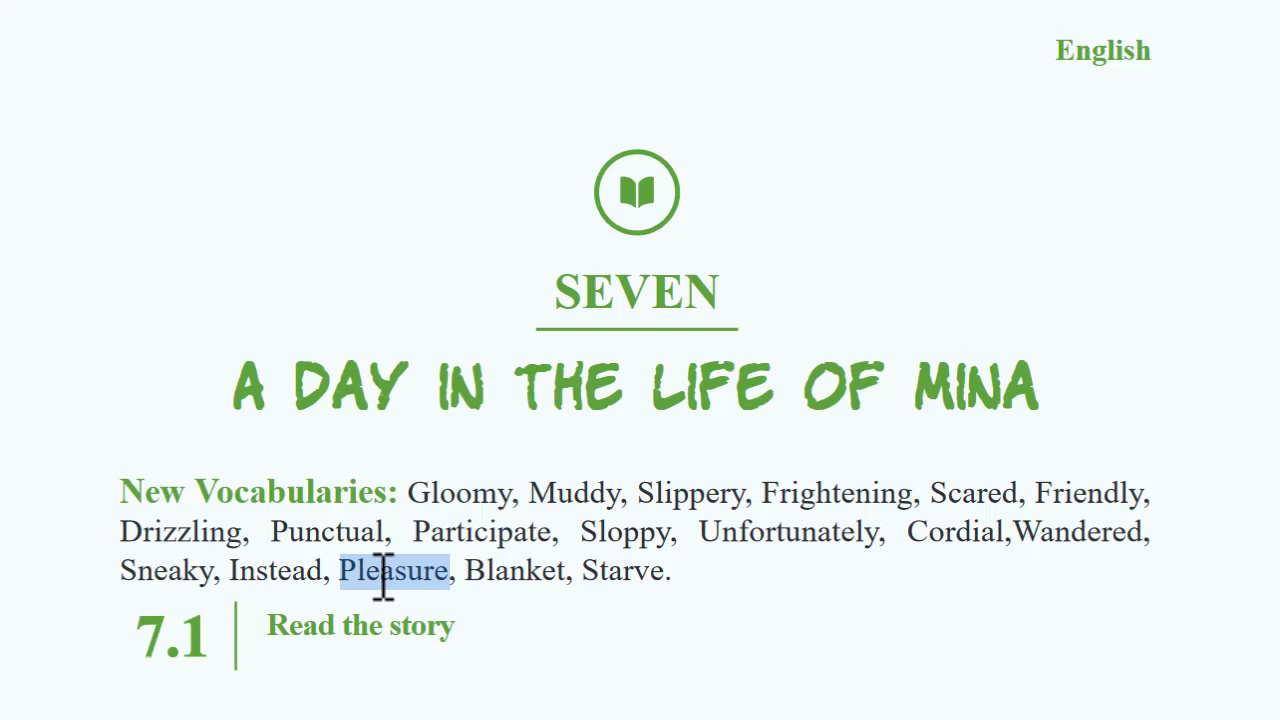 English
SEVEN
A DAY IN THE LIFE OF MINA
New Vocabularies: Gloomy, Muddy, Slippery, Frightening, Scared, Friendly,
Drizzling, Punctual, Participate, Sloppy, Unfortunately, Cordial,Wandered,
Sneaky, Instead, Pleasure, Blanket, Starve.
7.1 Read the story